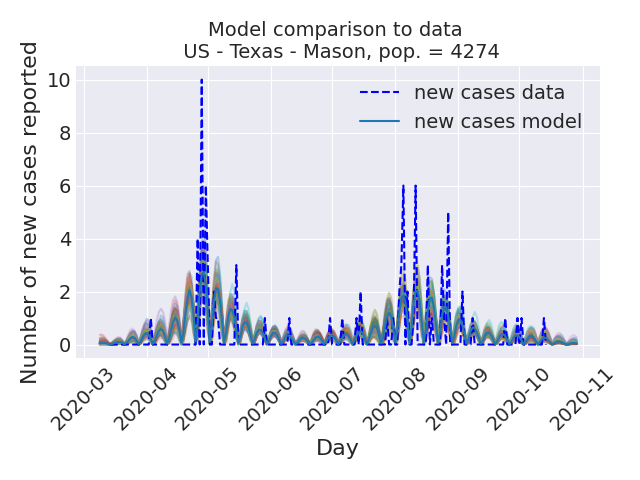 Model comparison to data
US - Texas - Mason, pop. = 4274
Number of new cases reported
10
8
6
4
2
0
new cases data
new cases model
2020-03
2020-04
2020-05
2020-06
2020-07
2020-08
2020-09
2020-10
2020-11
Day